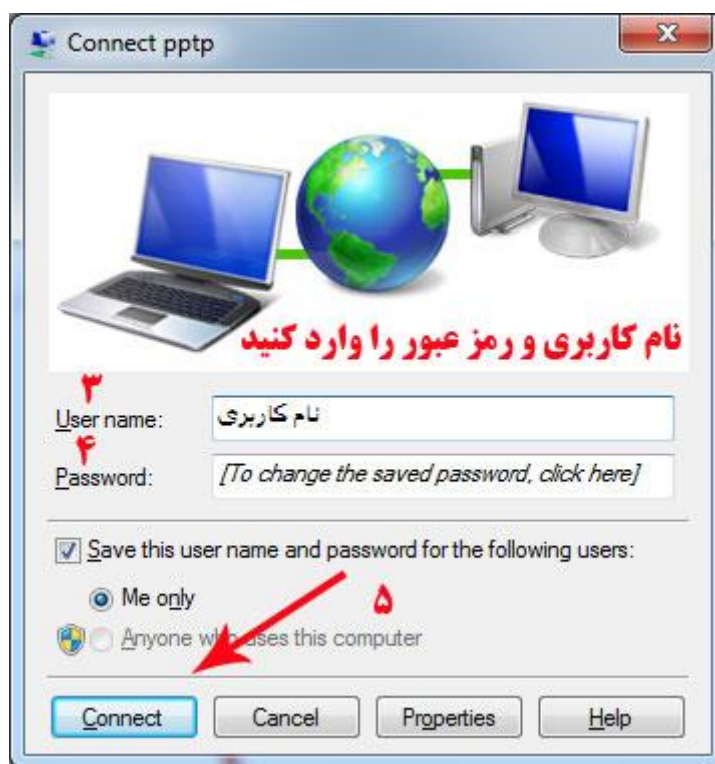 Connect pptp
نام کاربری و رمز عبور را وارد کنید
۳
User name: نام کاربری
۴
Password: [To change the saved password, click here]
Save this user name and password for the following users:
Me only
۵
Anyone who uses this computer
Connect Cancel Properties Help